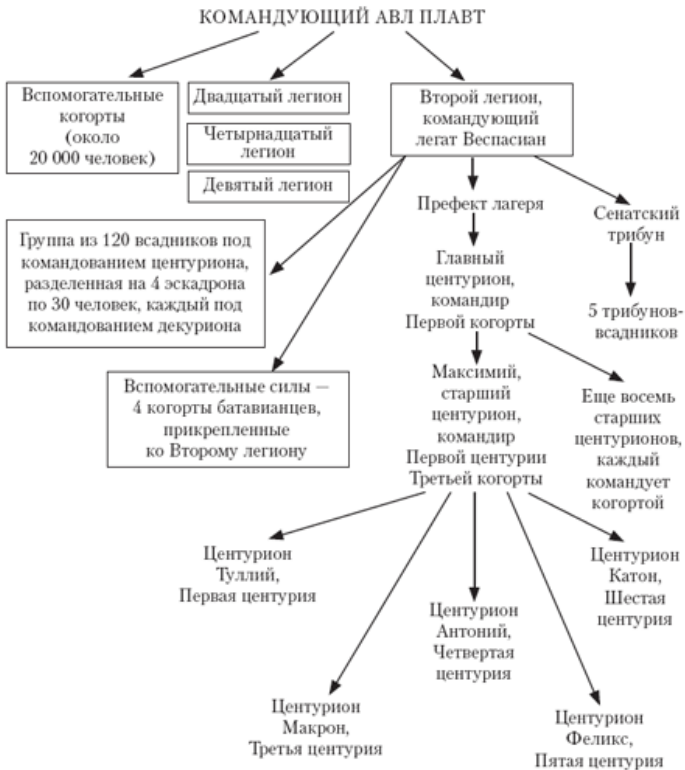 КОМАНДУЮЩИЙ АВЛ ПЛАВТ
Вспомогательные
когорты
(около
20 000 человек)
Двадцатый легион
Четырнадцатый
легион
Девятый легион
Второй легион,
командующий
легат Веспасиан
Группа из 120 всадников под
командованием центуриона,
разделенная на 4 эскадрона
по 30 человек, каждый под
командованием декуриона
Вспомогательные силы —
4 когорты батавианцев,
прикрепленные
ко Второму легиону
Префект лагеря
Главный
центурион,
командир
Первой когорты
Сенатский
трибун
5 трибунов-
всадников
Максимий,
старший
центурион,
командир
Первой центурии
Третьей когорты
Еще восемь
старших
центурионов,
каждый
командует
когортой
Центурион
Туллий,
Первая центурия
Центурион
Макрон,
Третья центурия
Центурион
Антоний,
Четвертая
центурия
Центурион
Феликс,
Пятая центурия
Центурион
Катон,
Шестая
центурия